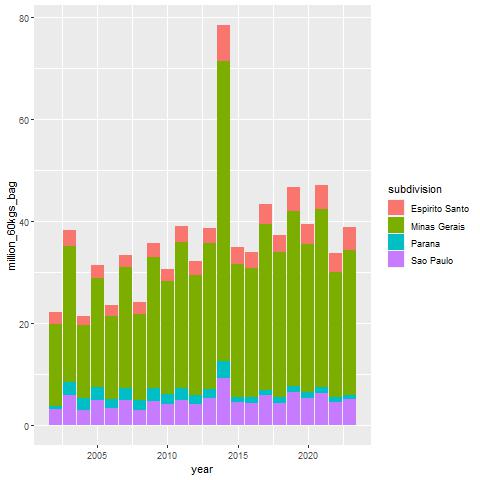 80
60
40
20
0
million_60kgs_bag
2005
2010
2015
2020
year
subdivision
Espirito Santo
Minas Gerais
Parana
Sao Paulo